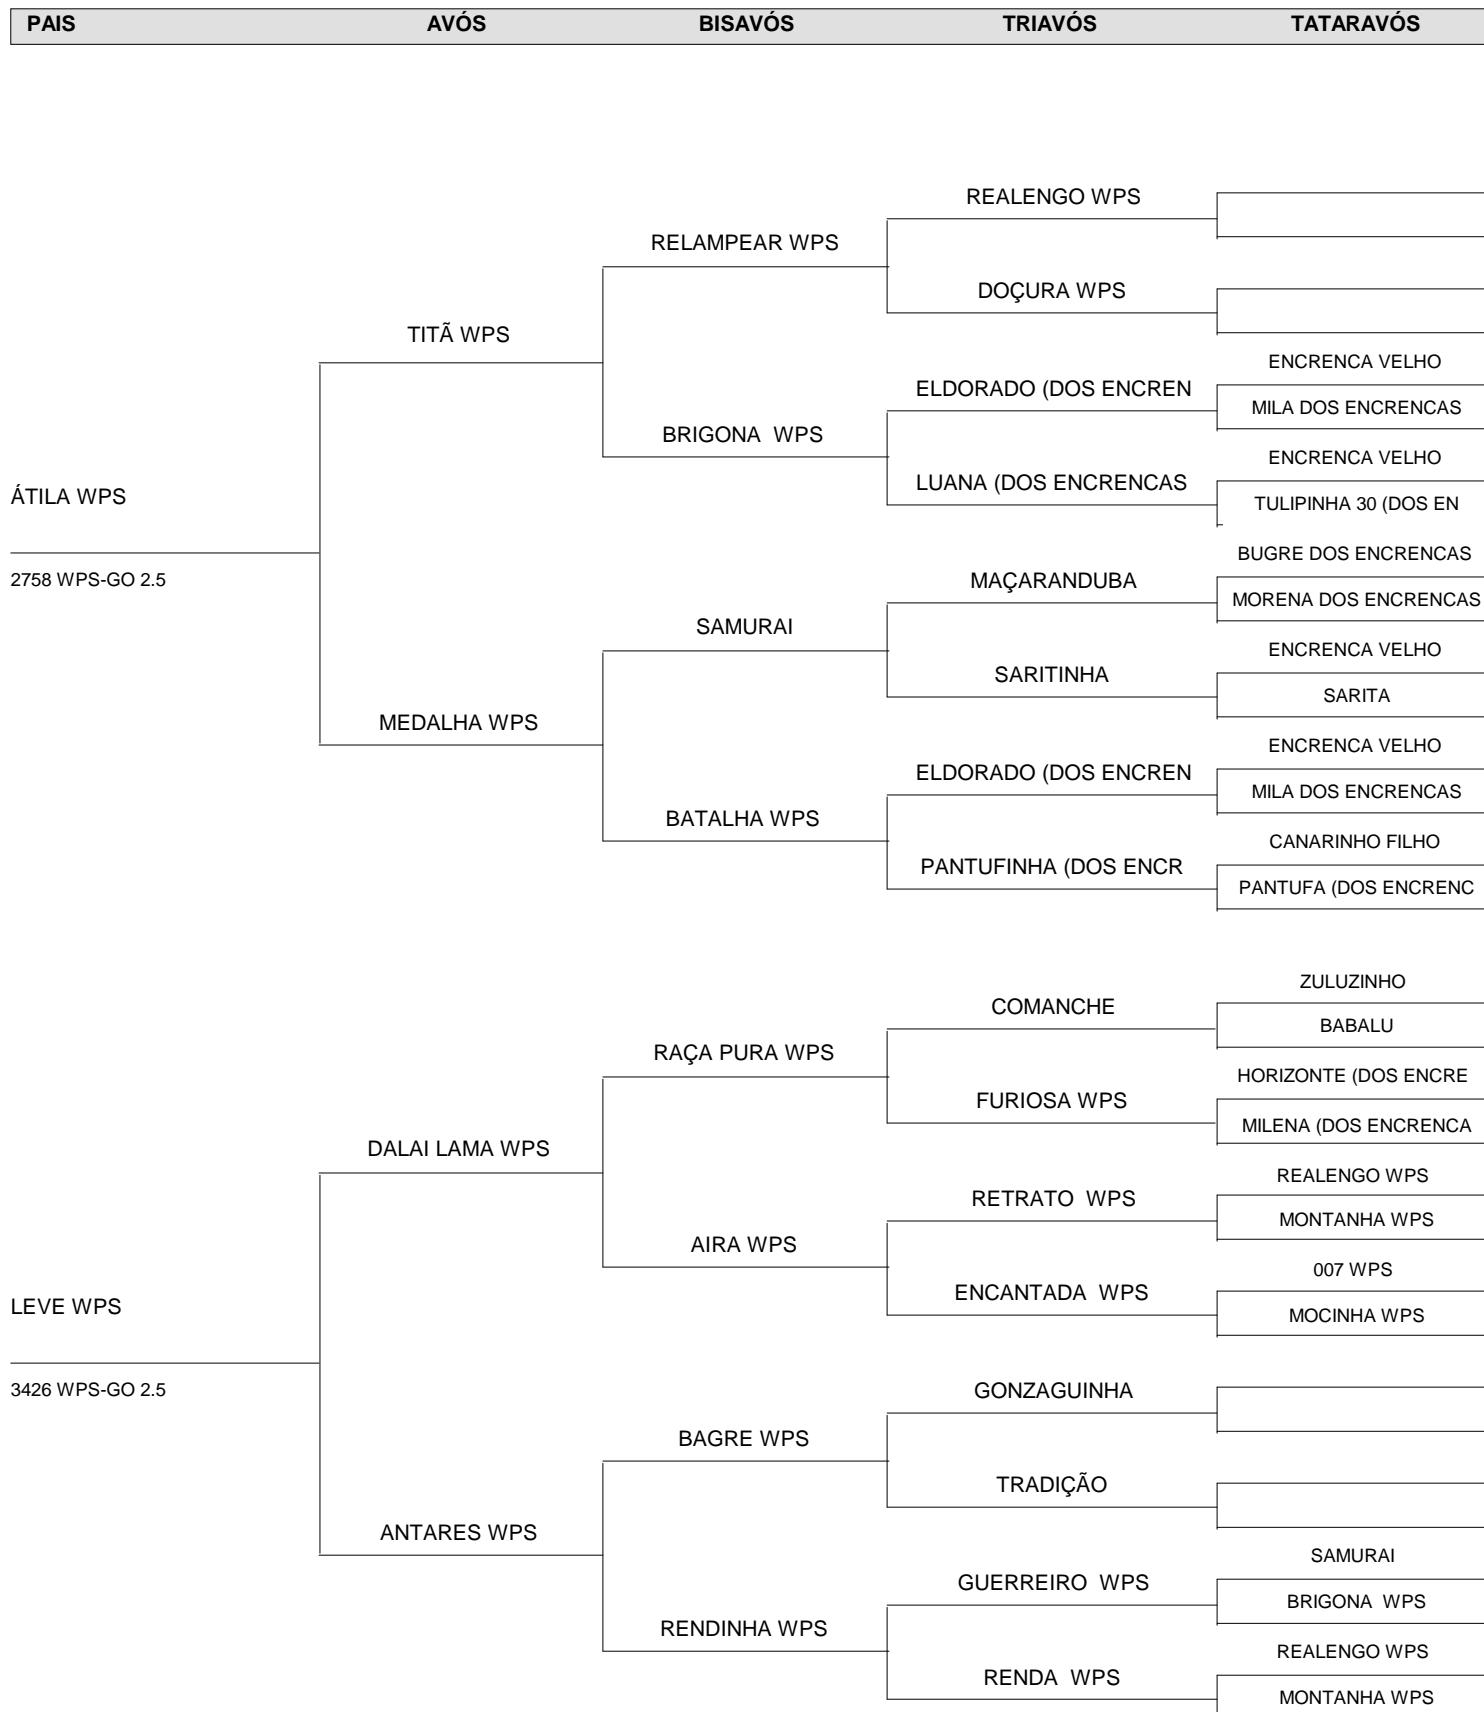 PAIS AVÓS BISAVÓS TRIAVÓS TATARAVÓS
REALENGO WPS
RELAMPEAR WPS
DOÇURA WPS
TITÃ WPS
ENCRENCA VELHO
ELDORADO (DOS ENCREN
MILA DOS ENCRENCAS
BRIGONA WPS
ENCRENCA VELHO
LUANA (DOS ENCRENCAS
ÁTILA WPS
TULIPINHA 30 (DOS EN
BUGRE DOS ENCRENCAS
2758 WPS-GO 2.5
MAÇARANDUBA
MORENA DOS ENCRENCAS
SAMURAI
ENCRENCA VELHO
SARITINHA
SARITA
MEDALHA WPS
ENCRENCA VELHO
ELDORADO (DOS ENCREN
MILA DOS ENCRENCAS
BATALHA WPS
CANARINHO FILHO
PANTUFINHA (DOS ENCR
PANTUFA (DOS ENCRENC
ZULUZINHO
COMANCHE
BABALU
RAÇA PURA WPS
HORIZONTE (DOS ENCRE
FURIOSA WPS
MILENA (DOS ENCRENCA
DALAI LAMA WPS
REALENGO WPS
RETRATO WPS
MONTANHA WPS
AIRA WPS
007 WPS
ENCANTADA WPS
LEVE WPS
MOCINHA WPS
3426 WPS-GO 2.5
GONZAGUINHA
BAGRE WPS
TRADIÇÃO
ANTARES WPS
SAMURAI
GUERREIRO WPS
BRIGONA WPS
RENDINHA WPS
REALENGO WPS
RENDA WPS
MONTANHA WPS